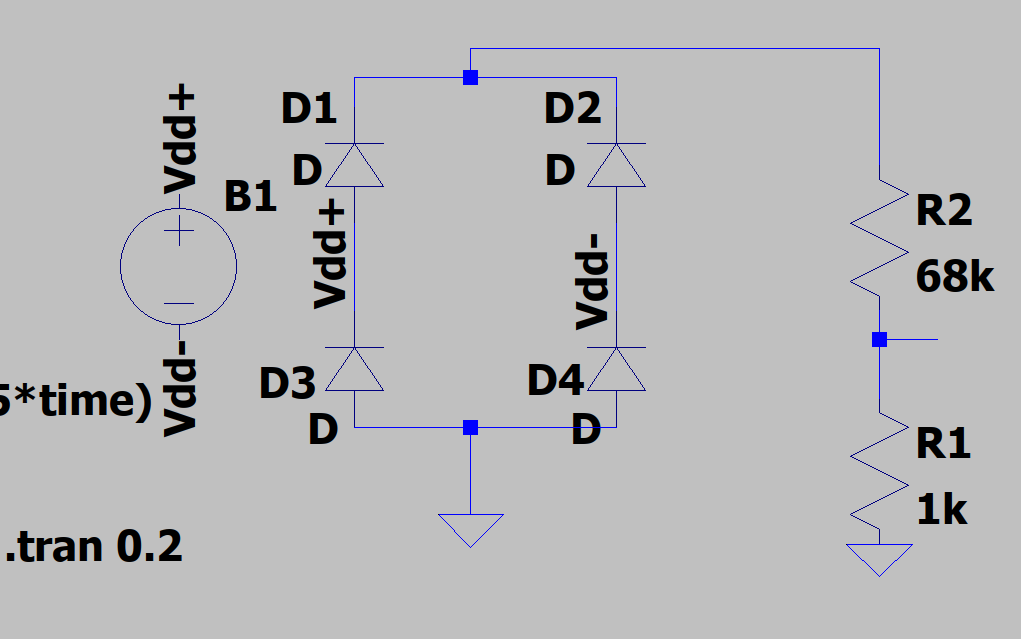 Vdd+
B1
Vdd-
5*time)
.tran 0.2
D1
D
Vdd+
D3
D
D2
D
Vdd-
D4
D
R2
68k
R1
1k